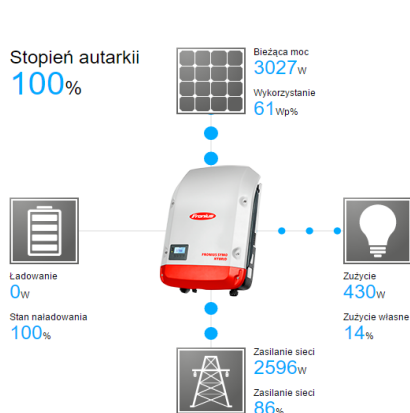 Stopień autarkii
100%
Bieżąca moc
3027W
Wykorzystanie
61Wp%
Fronius
Ładowanie
0W
Stan naładowania
100%
Zużycie
430W
Zużycie własne
14%
Zasilanie sieci
2596W
Zasilanie sieci
86%